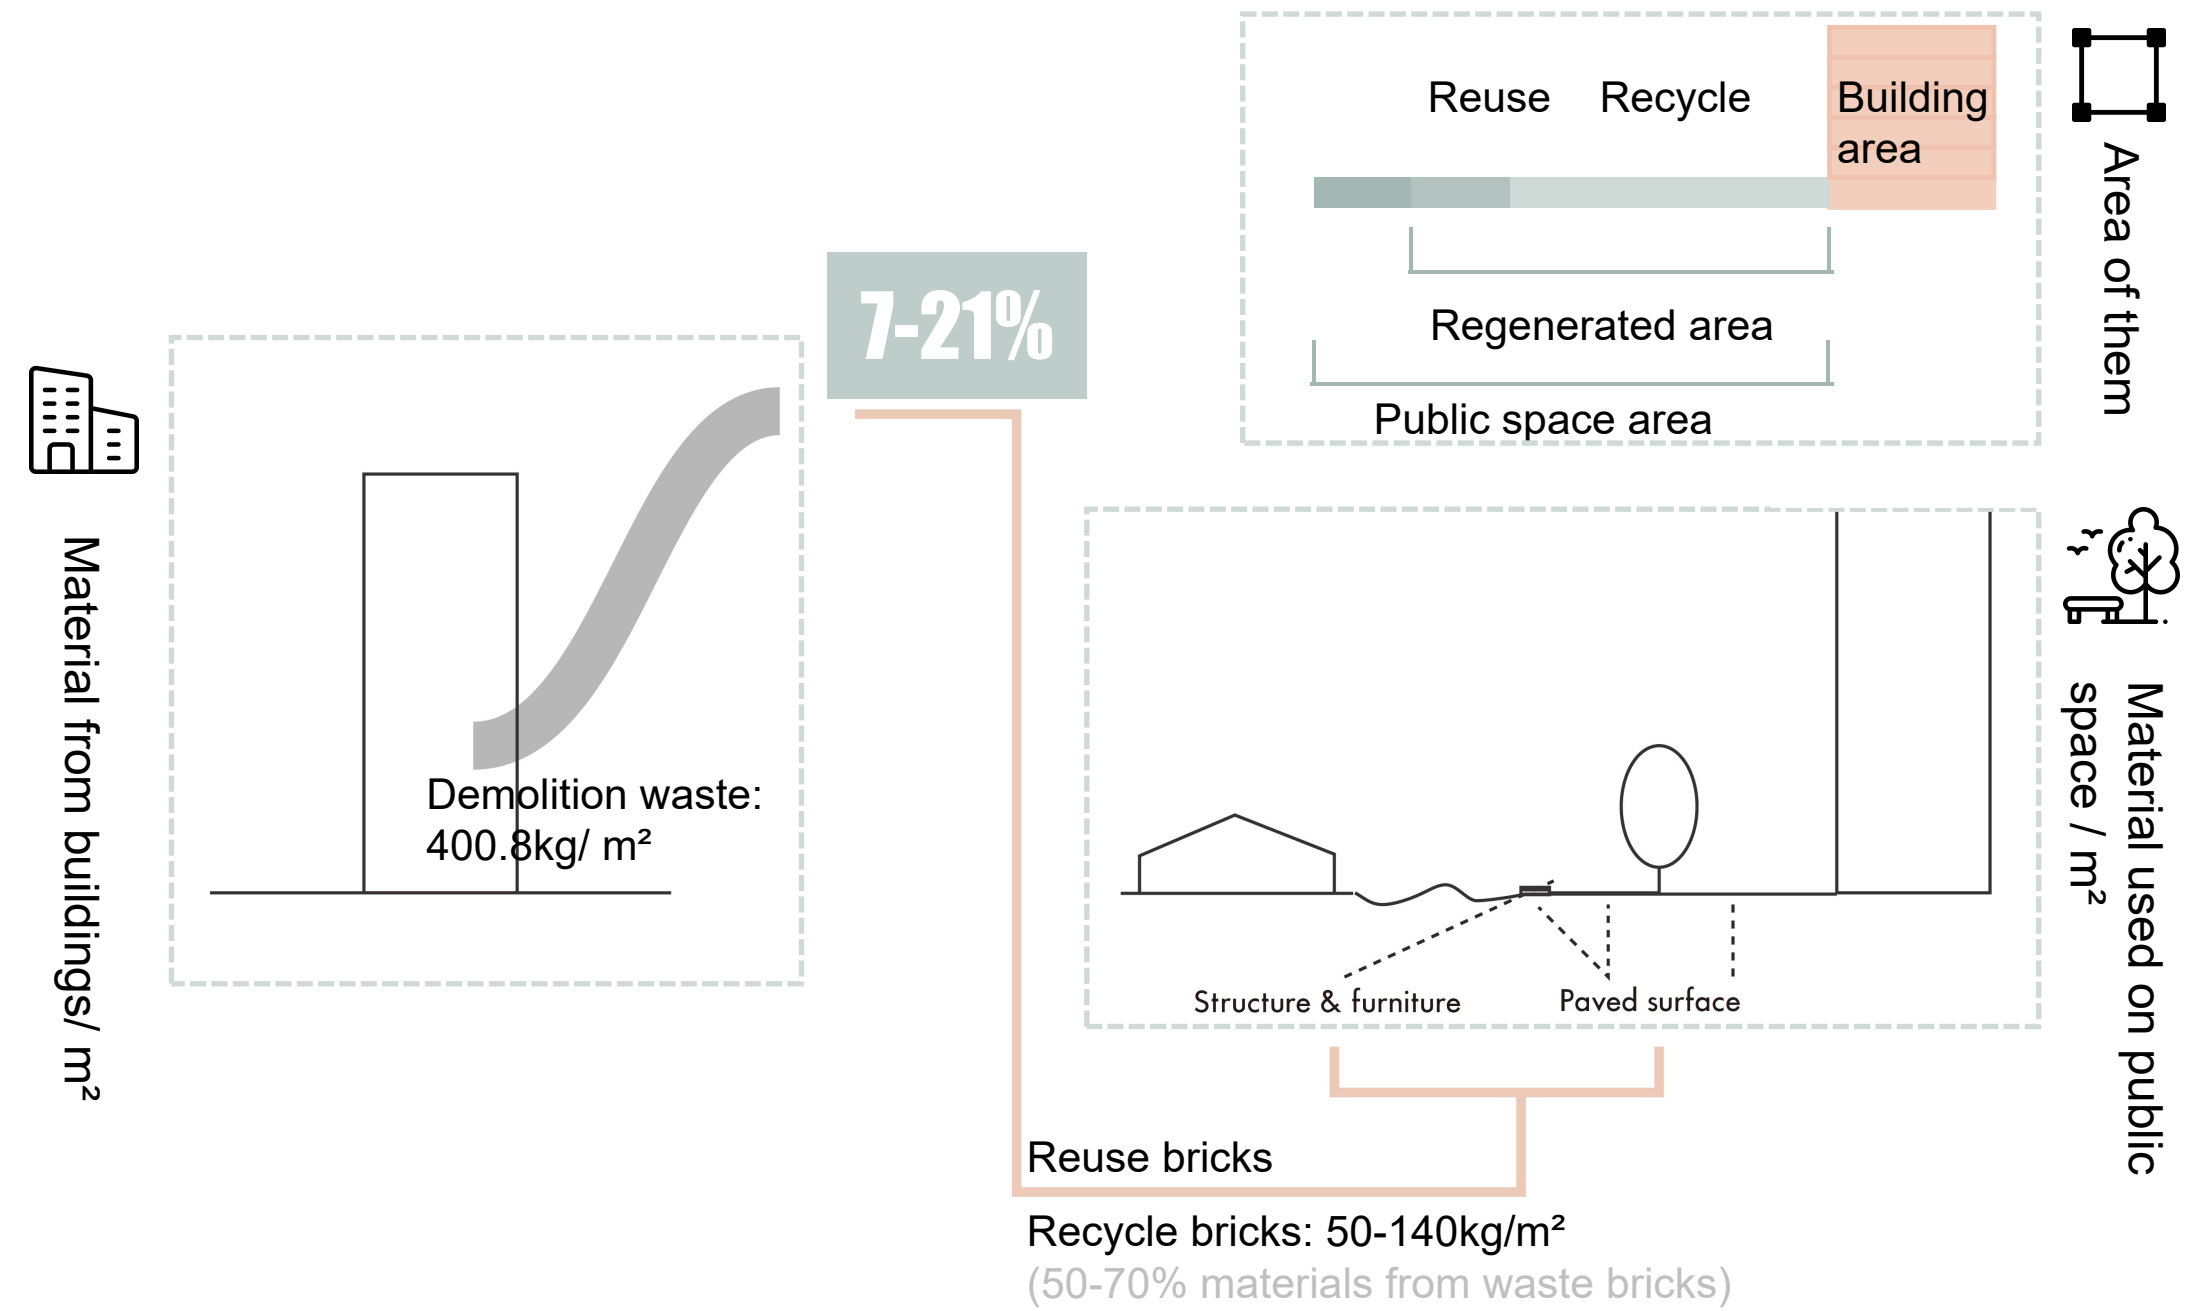 Reuse
Recycle
Building
area
Regenerated area
Public space area
Area of them
7-21%
Material from buildings/ m²
Demolition waste:
400.8kg/ m²
Structure & furniture
Paved surface
Material used on public
space / m²
Reuse bricks
Recycle bricks: 50-140kg/m²
(50-70% materials from waste bricks)